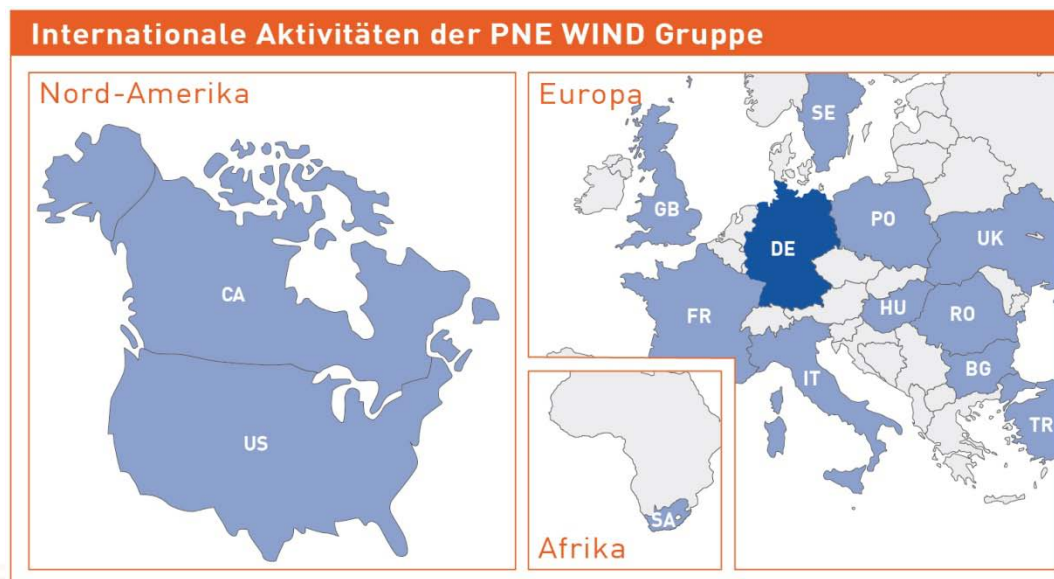 Internationale Aktivitäten der PNE WIND Gruppe
Nord-Amerika
CA
US
Europa
SE
GB
PO
DE
UK
FR
HU
RO
IT
BG
TR
SA
Afrika